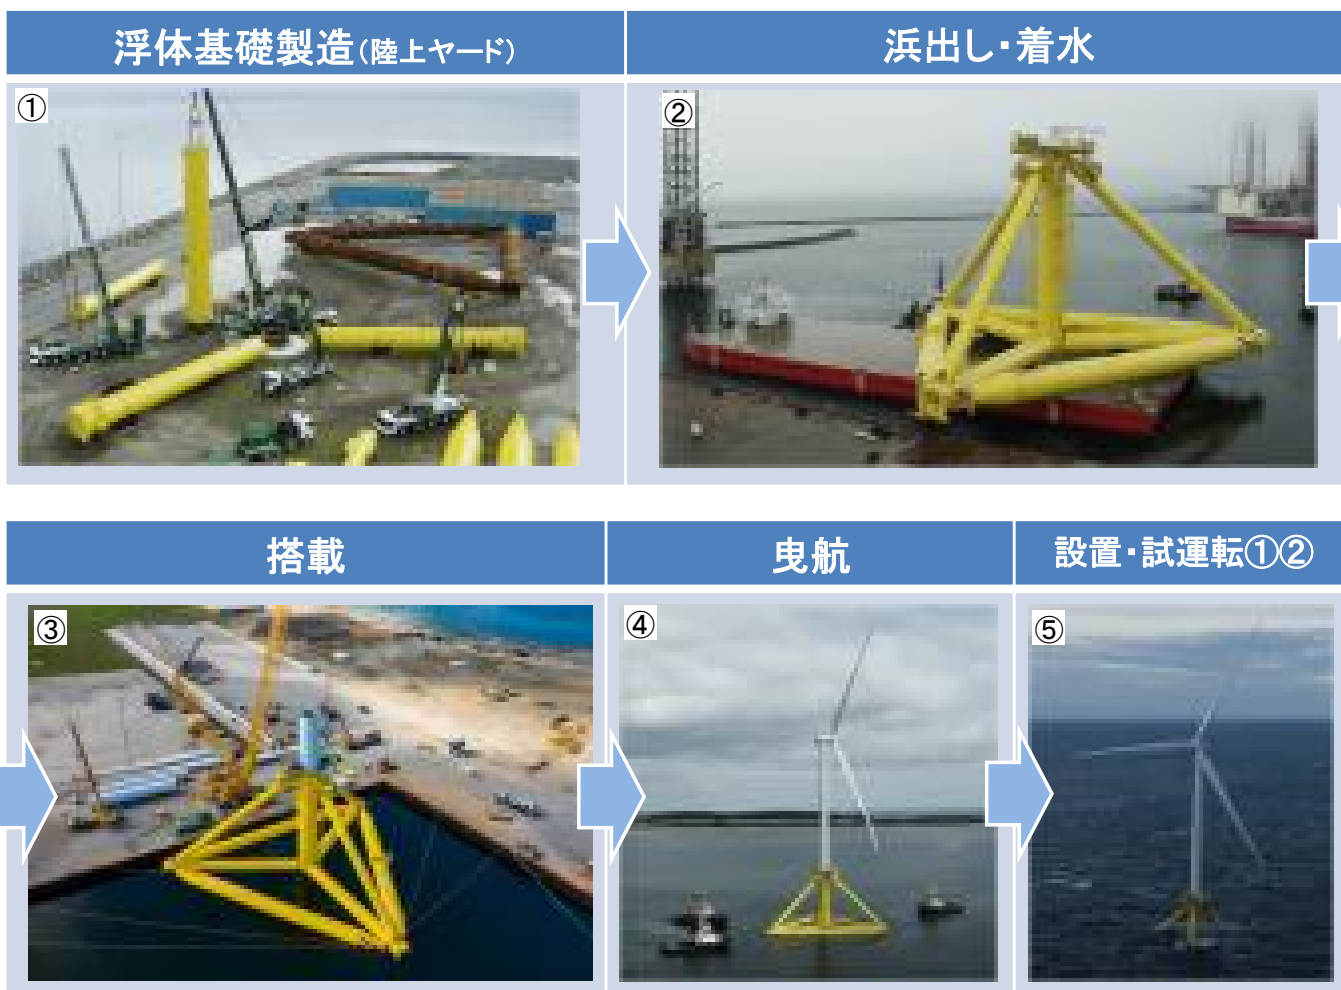 浮体基礎製造(陸上ヤード)
浜出し・着水
①
②
搭載
曳航
設置・試運転①②
③
④
⑤